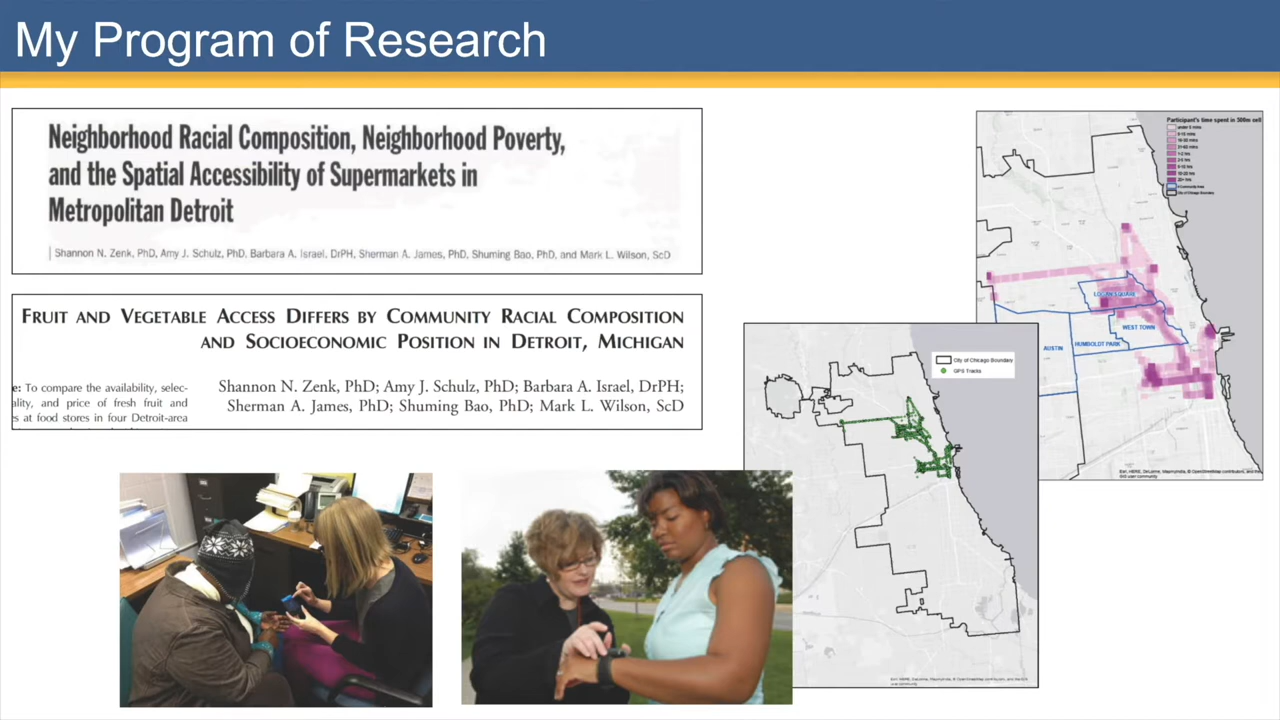 My Program of Research
Neighborhood Racial Composition, Neighborhood Poverty,
and the Spatial Accessibility of Supermarkets in
Metropolitan Detroit
Shannon N. Zenk, PhD, Amy J. Schulz, PhD, Barbara A. Israel, DrPH, Sherman A. James, PhD, Shuming Bao, PhD, and Mark L. Wilson, ScD
FRUIT AND VEGETABLE ACCESS DIFFERS BY COMMUNITY RACIAL COMPOSITION
AND SOCIOECONOMIC POSITION IN DETROIT, MICHIGAN
e: To compare the availability, selec-
ality, and price of fresh fruit and
s at food stores in four Detroit-area
Shannon N. Zenk, PhD; Amy J. Schulz, PhD; Barbara A. Israel, DrPH;
Sherman A. James, PhD; Shuming Bao, PhD; Mark L. Wilson, ScD
City of Chicago Boundary
GPS Tracks
Participant's time spent in 300m cell
LOGAN SQUARE
WEST TOWN
HUMBOLDT PARK
AUSTIN